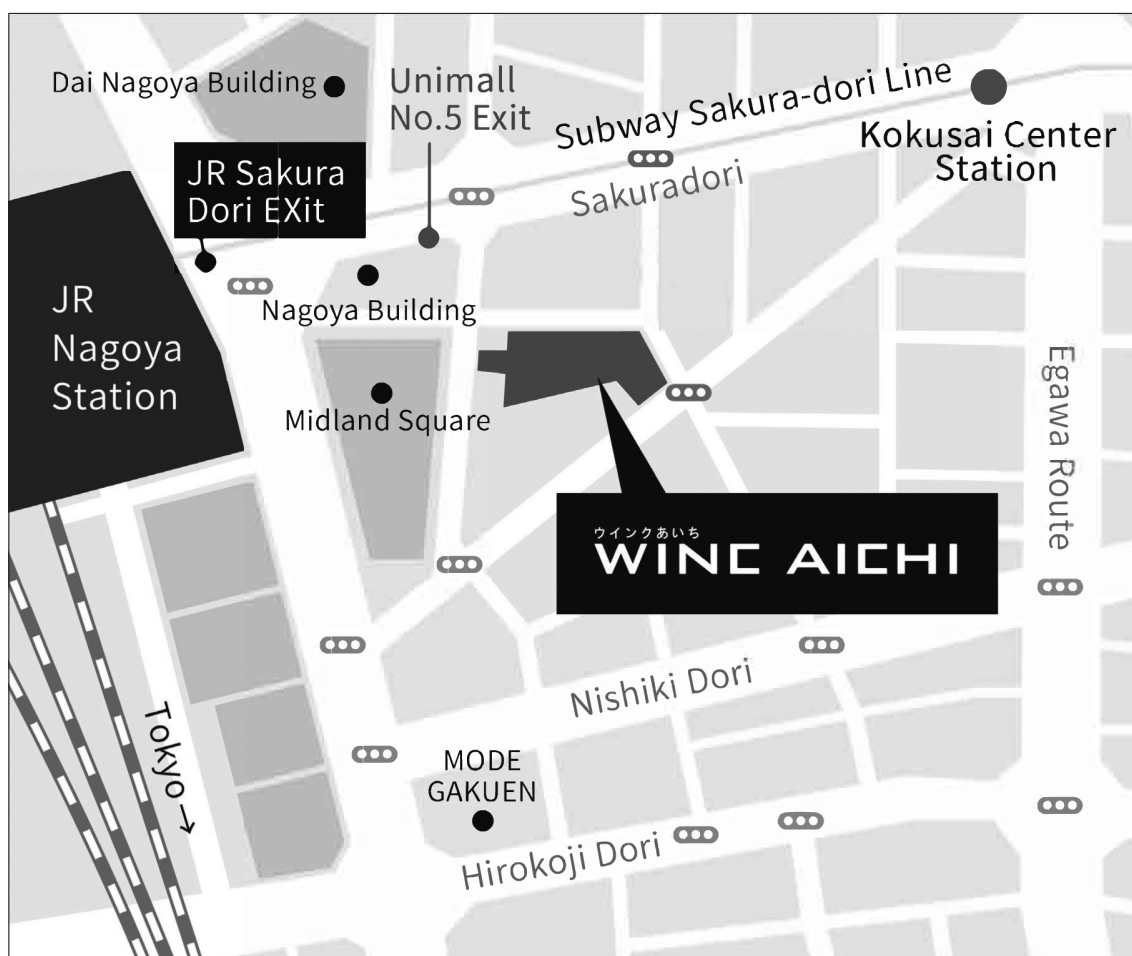 Dai Nagoya Building
Unimall
No.5 Exit
Subway Sakura-dori Line
Kokusai Center
Station
JR Sakura
Dori EXit
Sakuradori
JR
Nagoya
Station
Nagoya Building
Midland Square
Egawa Route
ウインクあいち
WINC AICHI
Nishiki Dori
Tokyo→
MODE
GAKUEN
Hirokoji Dori